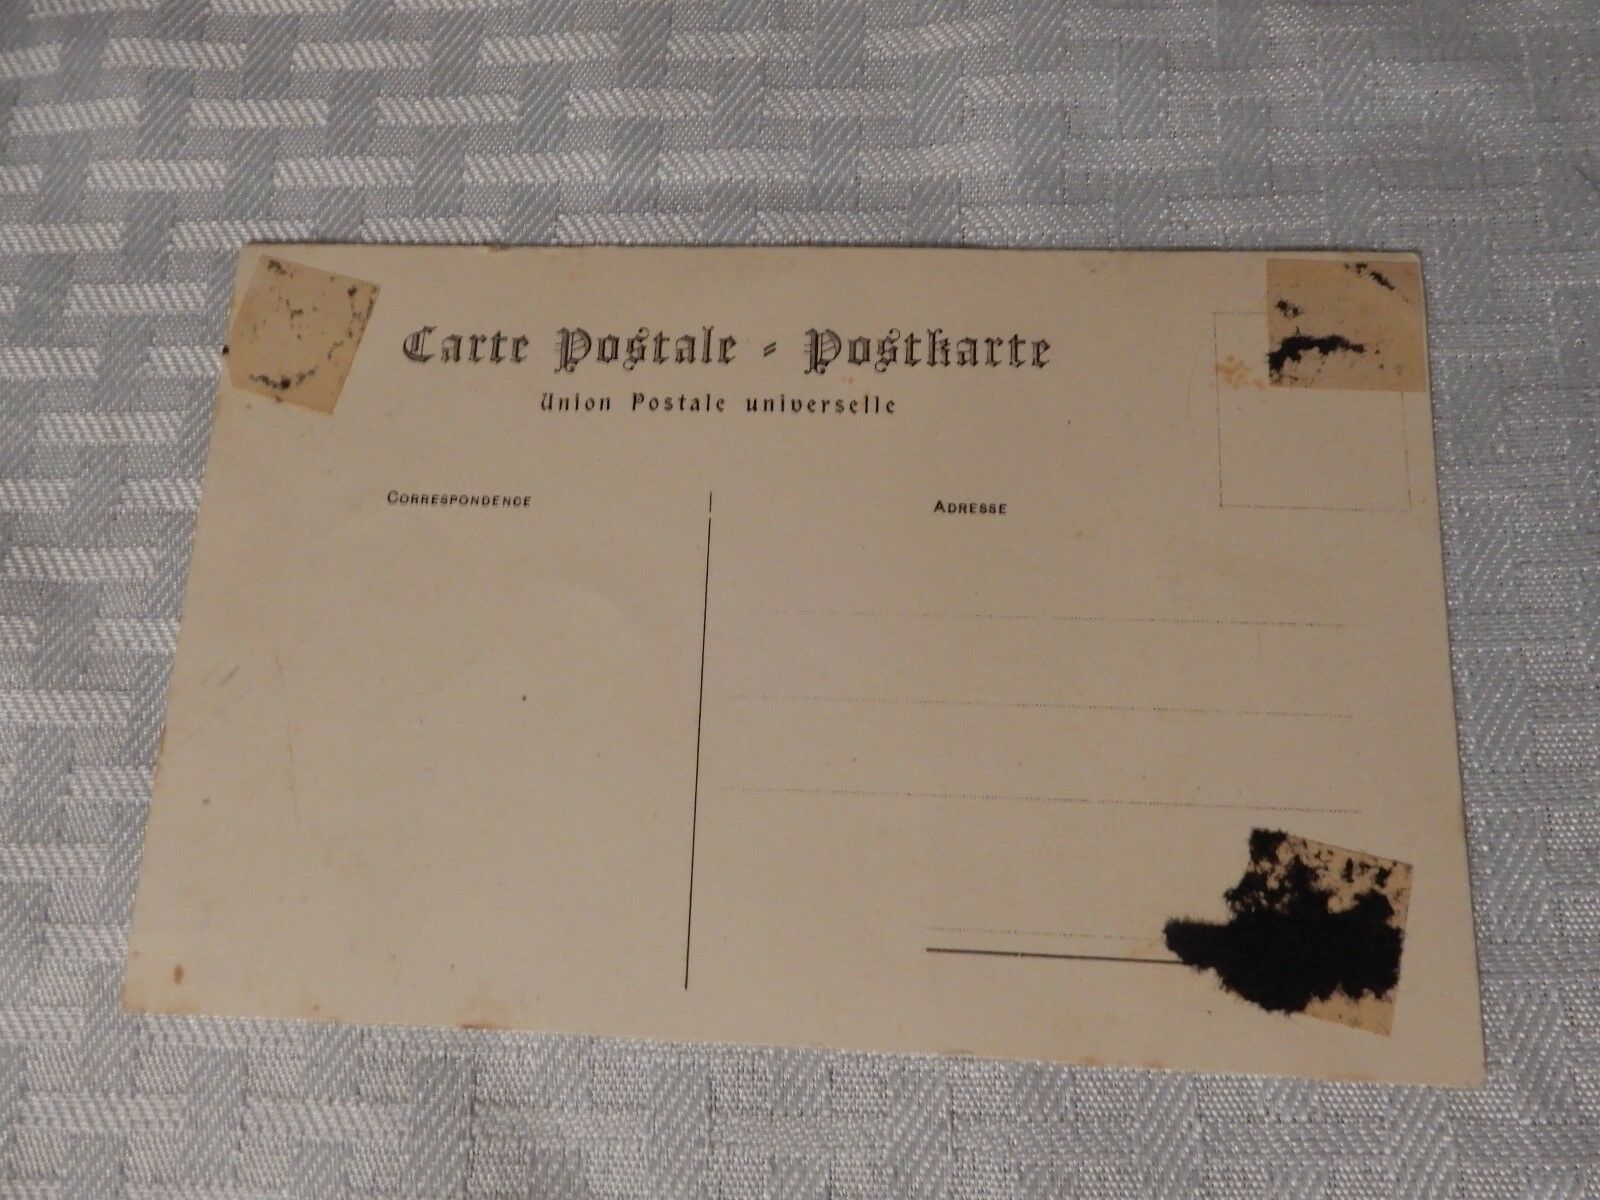 Carte Postale - Postkarte
Union Postale universelle
CORRESPONDENCE
ADRESSE